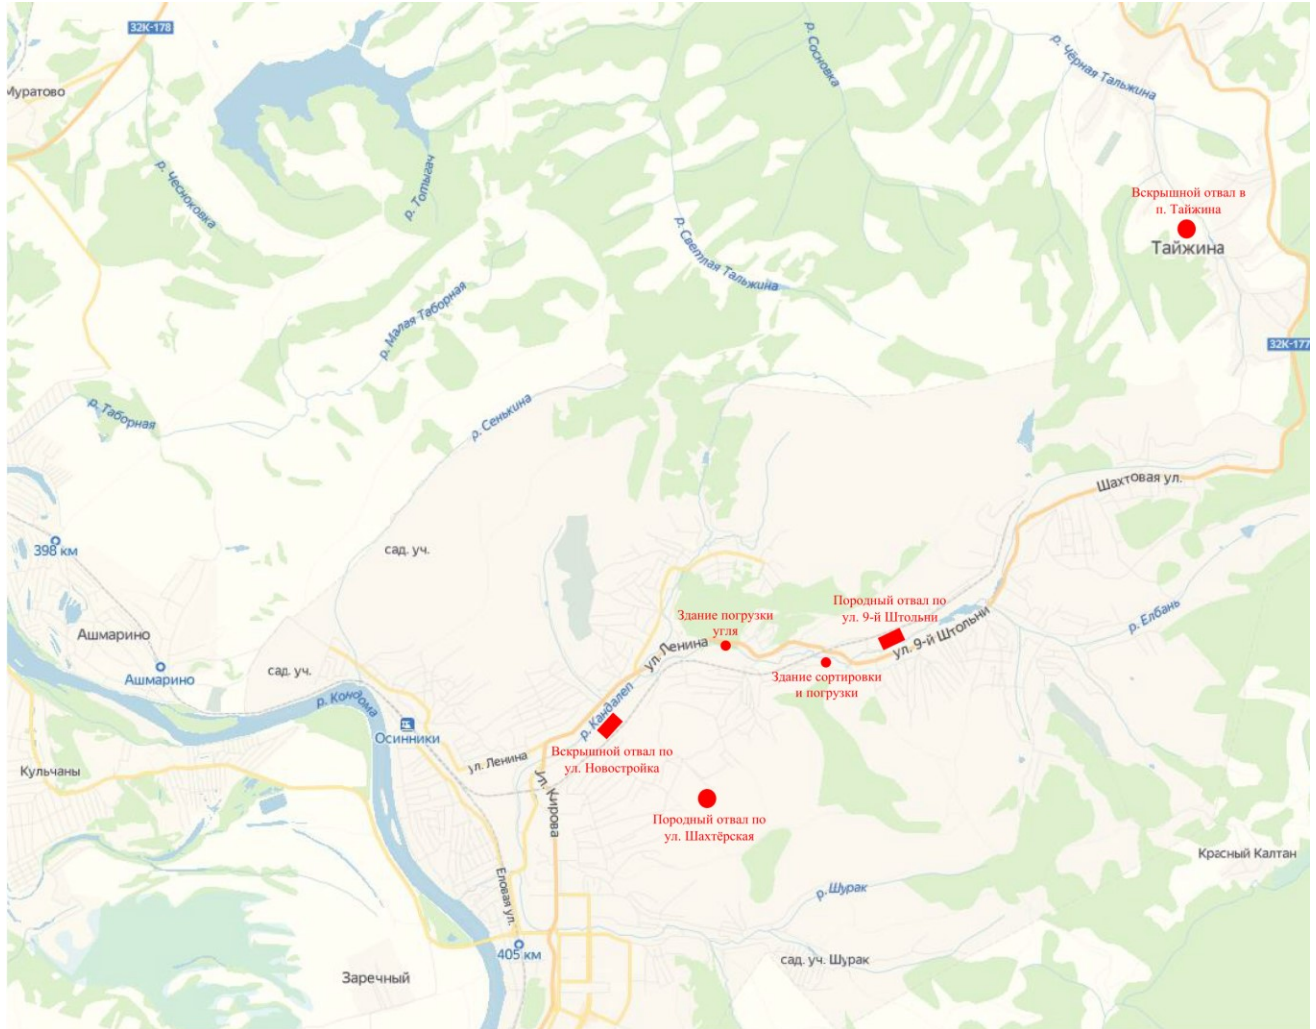 32К-178
Муратово
р. Сосновка
р. Чёрная Тальжина
р. Чесноковка
р. Тотыгач
Вскрышной отвал в
п. Тайжина
Тайжина
р. Светлая Тальжина
р. Малая Таборная
32К-177
р. Таборная
р. Сенькина
Шахтовая ул.
398 км
сад. уч.
Ашмарино
Здание погрузки
угля
Породный отвал по
ул. 9-й Штольни
р. Елбань
ул. Ленина
ул. 9-й Штольни
сад. уч.
Ашмарино
Здание сортировки
и погрузки
р. Кондома
р. Кандалеп
Осинники
Вскрышной отвал по
ул. Новостройка
ул. Ленина
Кульчаны
ул. Кирова
Породный отвал по
ул. Шахтёрская
Красный Калтан
Еловая ул.
р. Шурак
405 км
сад. уч. Шурак
Заречный